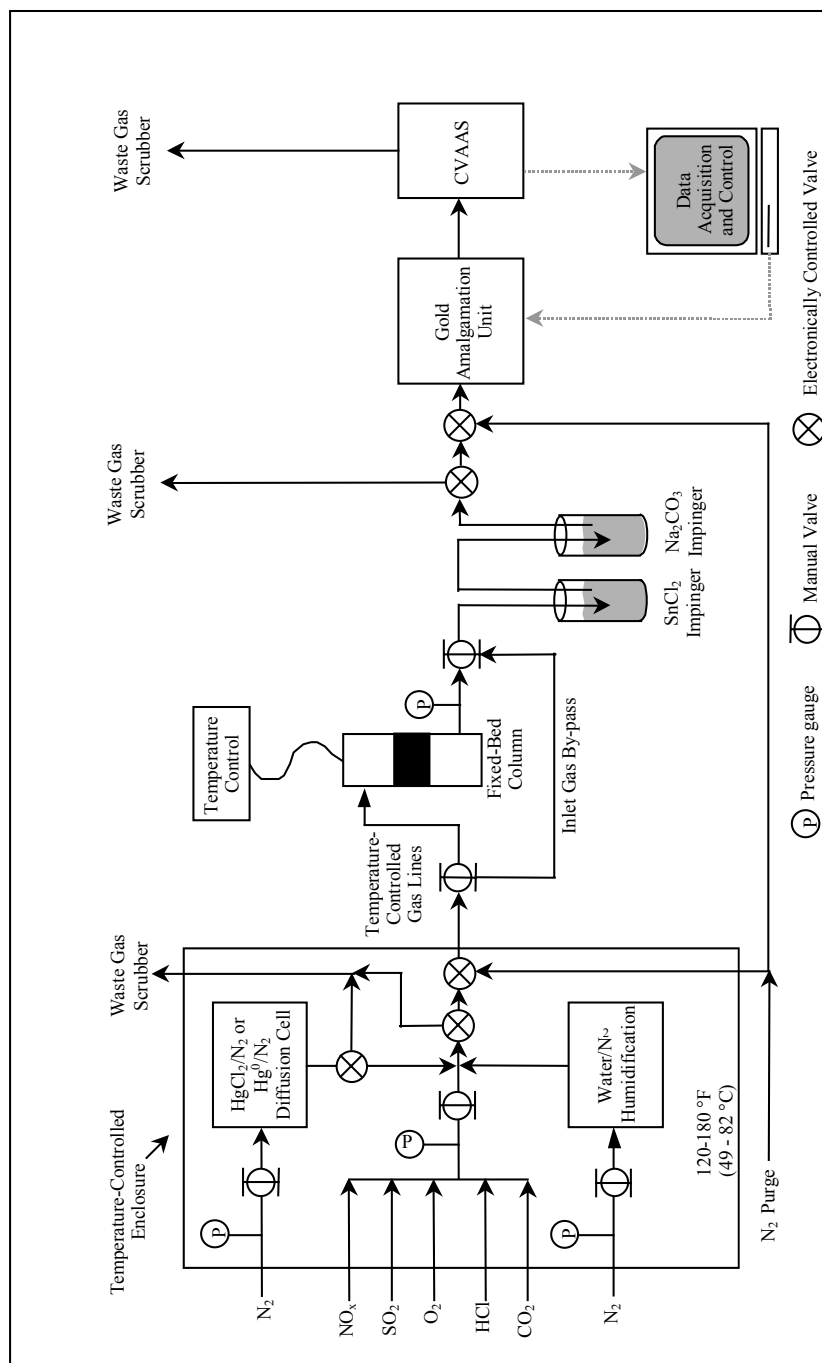 Temperature-Controlled
Enclosure
Waste Gas
Scrubber
Waste Gas
Scrubber
Waste Gas
Scrubber
Temperature
Control
HgCl₂/N₂ or
Hg⁰/N₂
Diffusion Cell
P
N₂
NOₓ
SO₂
O₂
HCl
CO₂
N₂
P
P
Water/N₂
Humidification
120-180 °F
(49 - 82 °C)
Temperature-
Controlled
Gas Lines
Fixed-Bed
Column
P
Inlet Gas By-pass
SnCl₂
Impinger
Na₂CO₃
Impinger
Gold
Amalgamation
Unit
CVAAS
Data
Acquisition
and Control
N₂ Purge
P Pressure gauge
Manual Valve
Electronically Controlled Valve